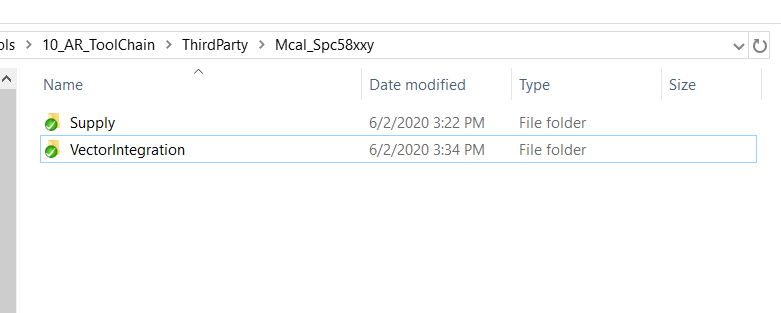 ols > 10_AR_ToolChain > ThirdParty > Mcal_Spc58xxy
Name Date modified Type Size
Supply 6/2/2020 3:22 PM File folder
VectorIntegration 6/2/2020 3:34 PM File folder